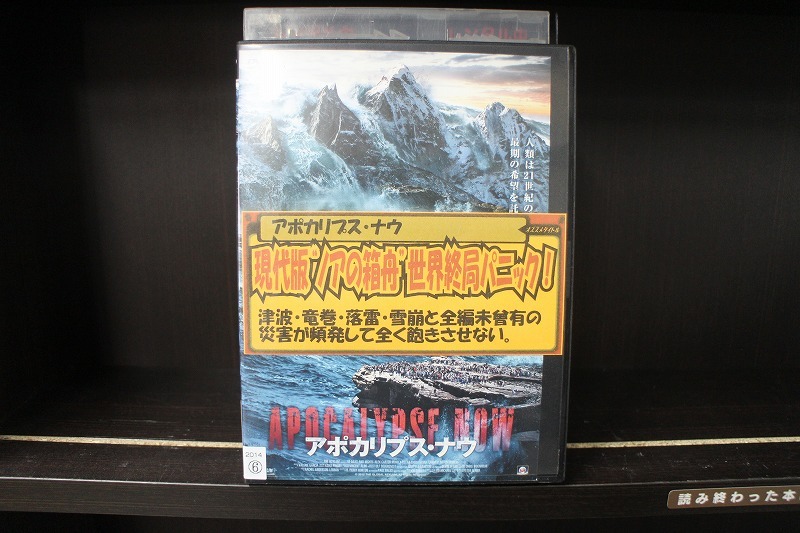 人類は21世紀の
最期の希望を託
アポカリプス・ナウ
オススメタイトル
現代版“ノアの箱舟”世界終局パニック！
津波・竜巻・落雷・雪崩と全編未曾有の
災害が頻発して全く飽きさせない。
APOCALYPSE NOW
アポカリプス・ナウ
2014
⑥
読み終わった本